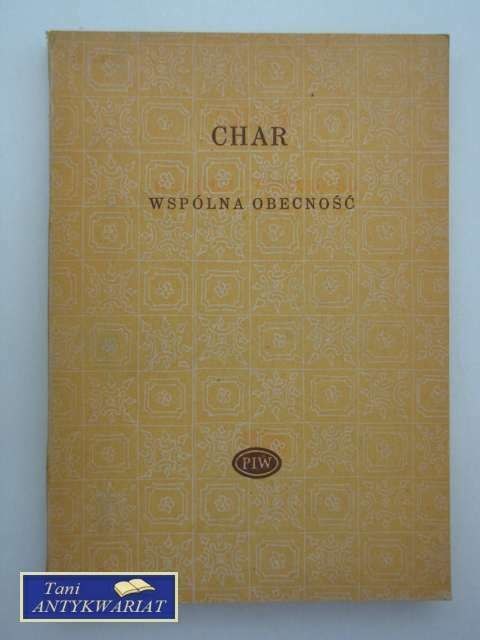 CHAR
WSPÓLNA OBECNOŚĆ
PIW
Tani
ANTYKWARIAT